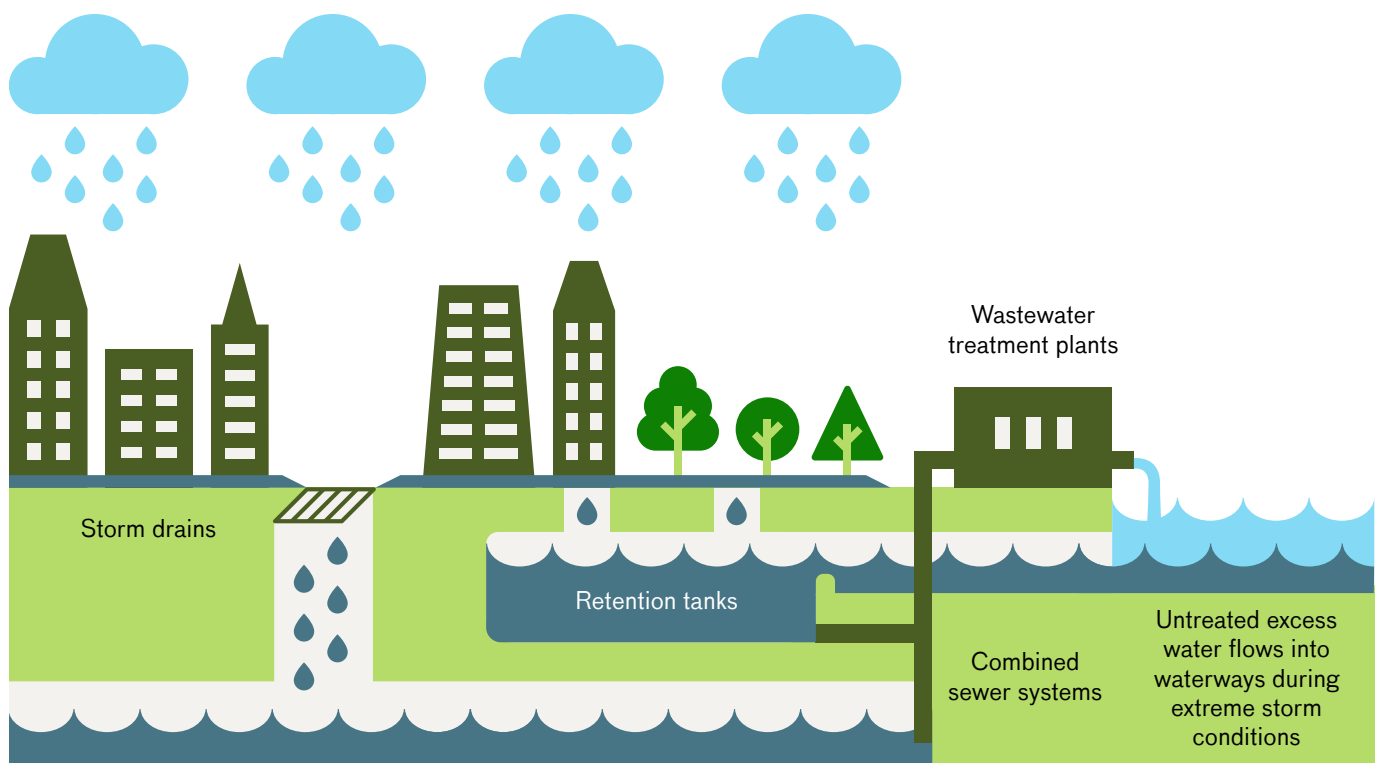 Wastewater
treatment plants
Storm drains
Retention tanks
Combined
sewer systems
Untreated excess
water flows into
waterways during
extreme storm
conditions